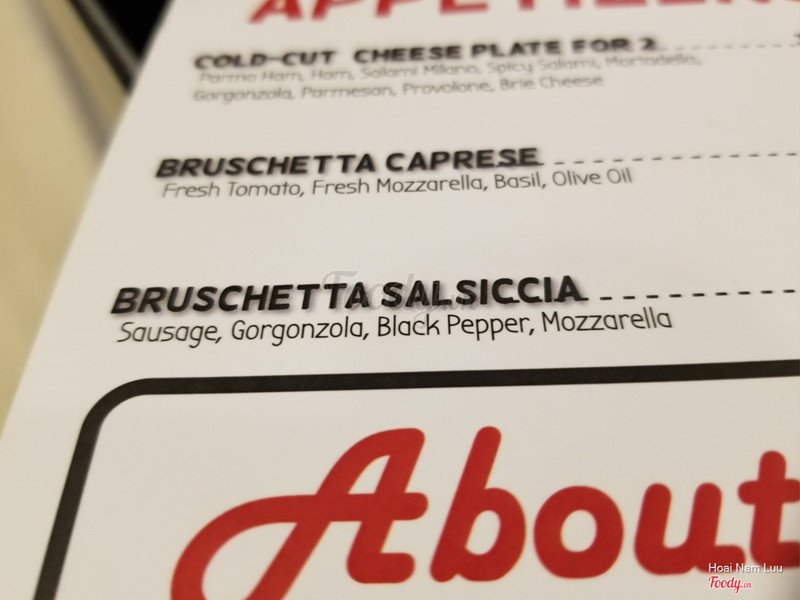 APPETIZERS
COLD-CUT CHEESE PLATE FOR 2
Parma Ham, Ham, Salami Milano, Spicy Salami, Mortadella,
Gorgonzola, Parmesan, Provolone, Brie Cheese
BRUSCHETTA CAPRESE
Fresh Tomato, Fresh Mozzarella, Basil, Olive Oil
BRUSCHETTA SALSICCIA
Sausage, Gorgonzola, Black Pepper, Mozzarella
About
Hoai Nam Luu
Foody.vn